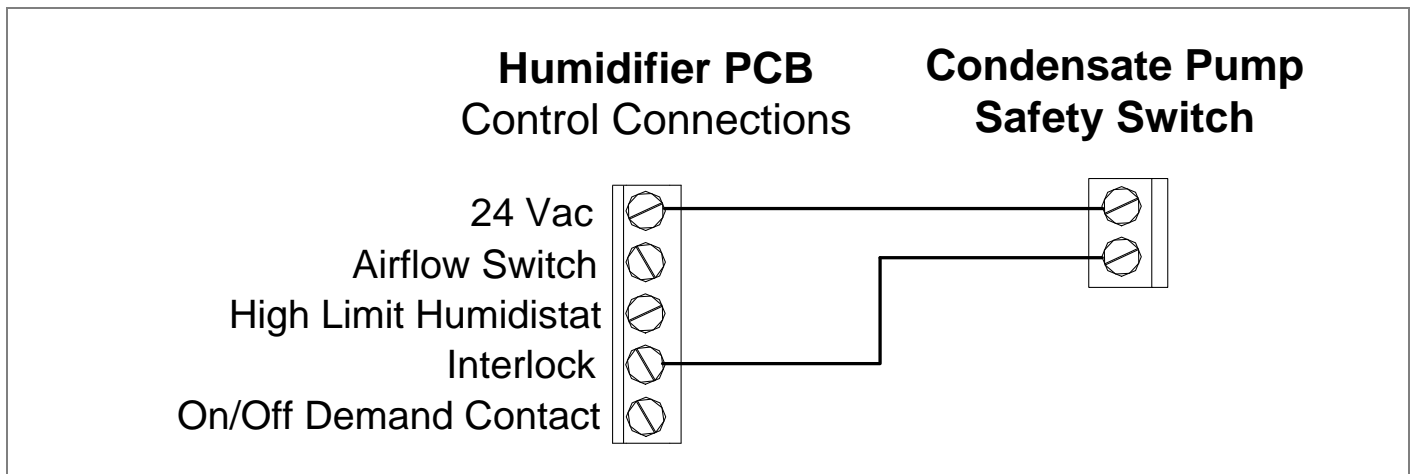 Humidifier PCB
Control Connections
Condensate Pump
Safety Switch
24 Vac
Airflow Switch
High Limit Humidistat
Interlock
On/Off Demand Contact